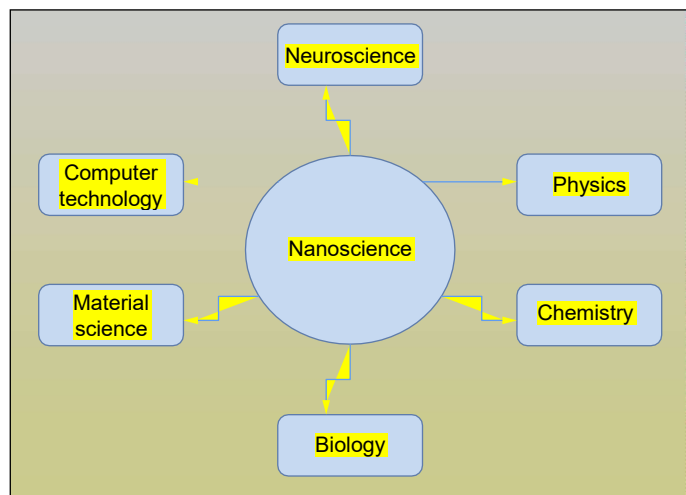 Neuroscience
Computer
technology
Physics
Nanoscience
Material
science
Chemistry
Biology